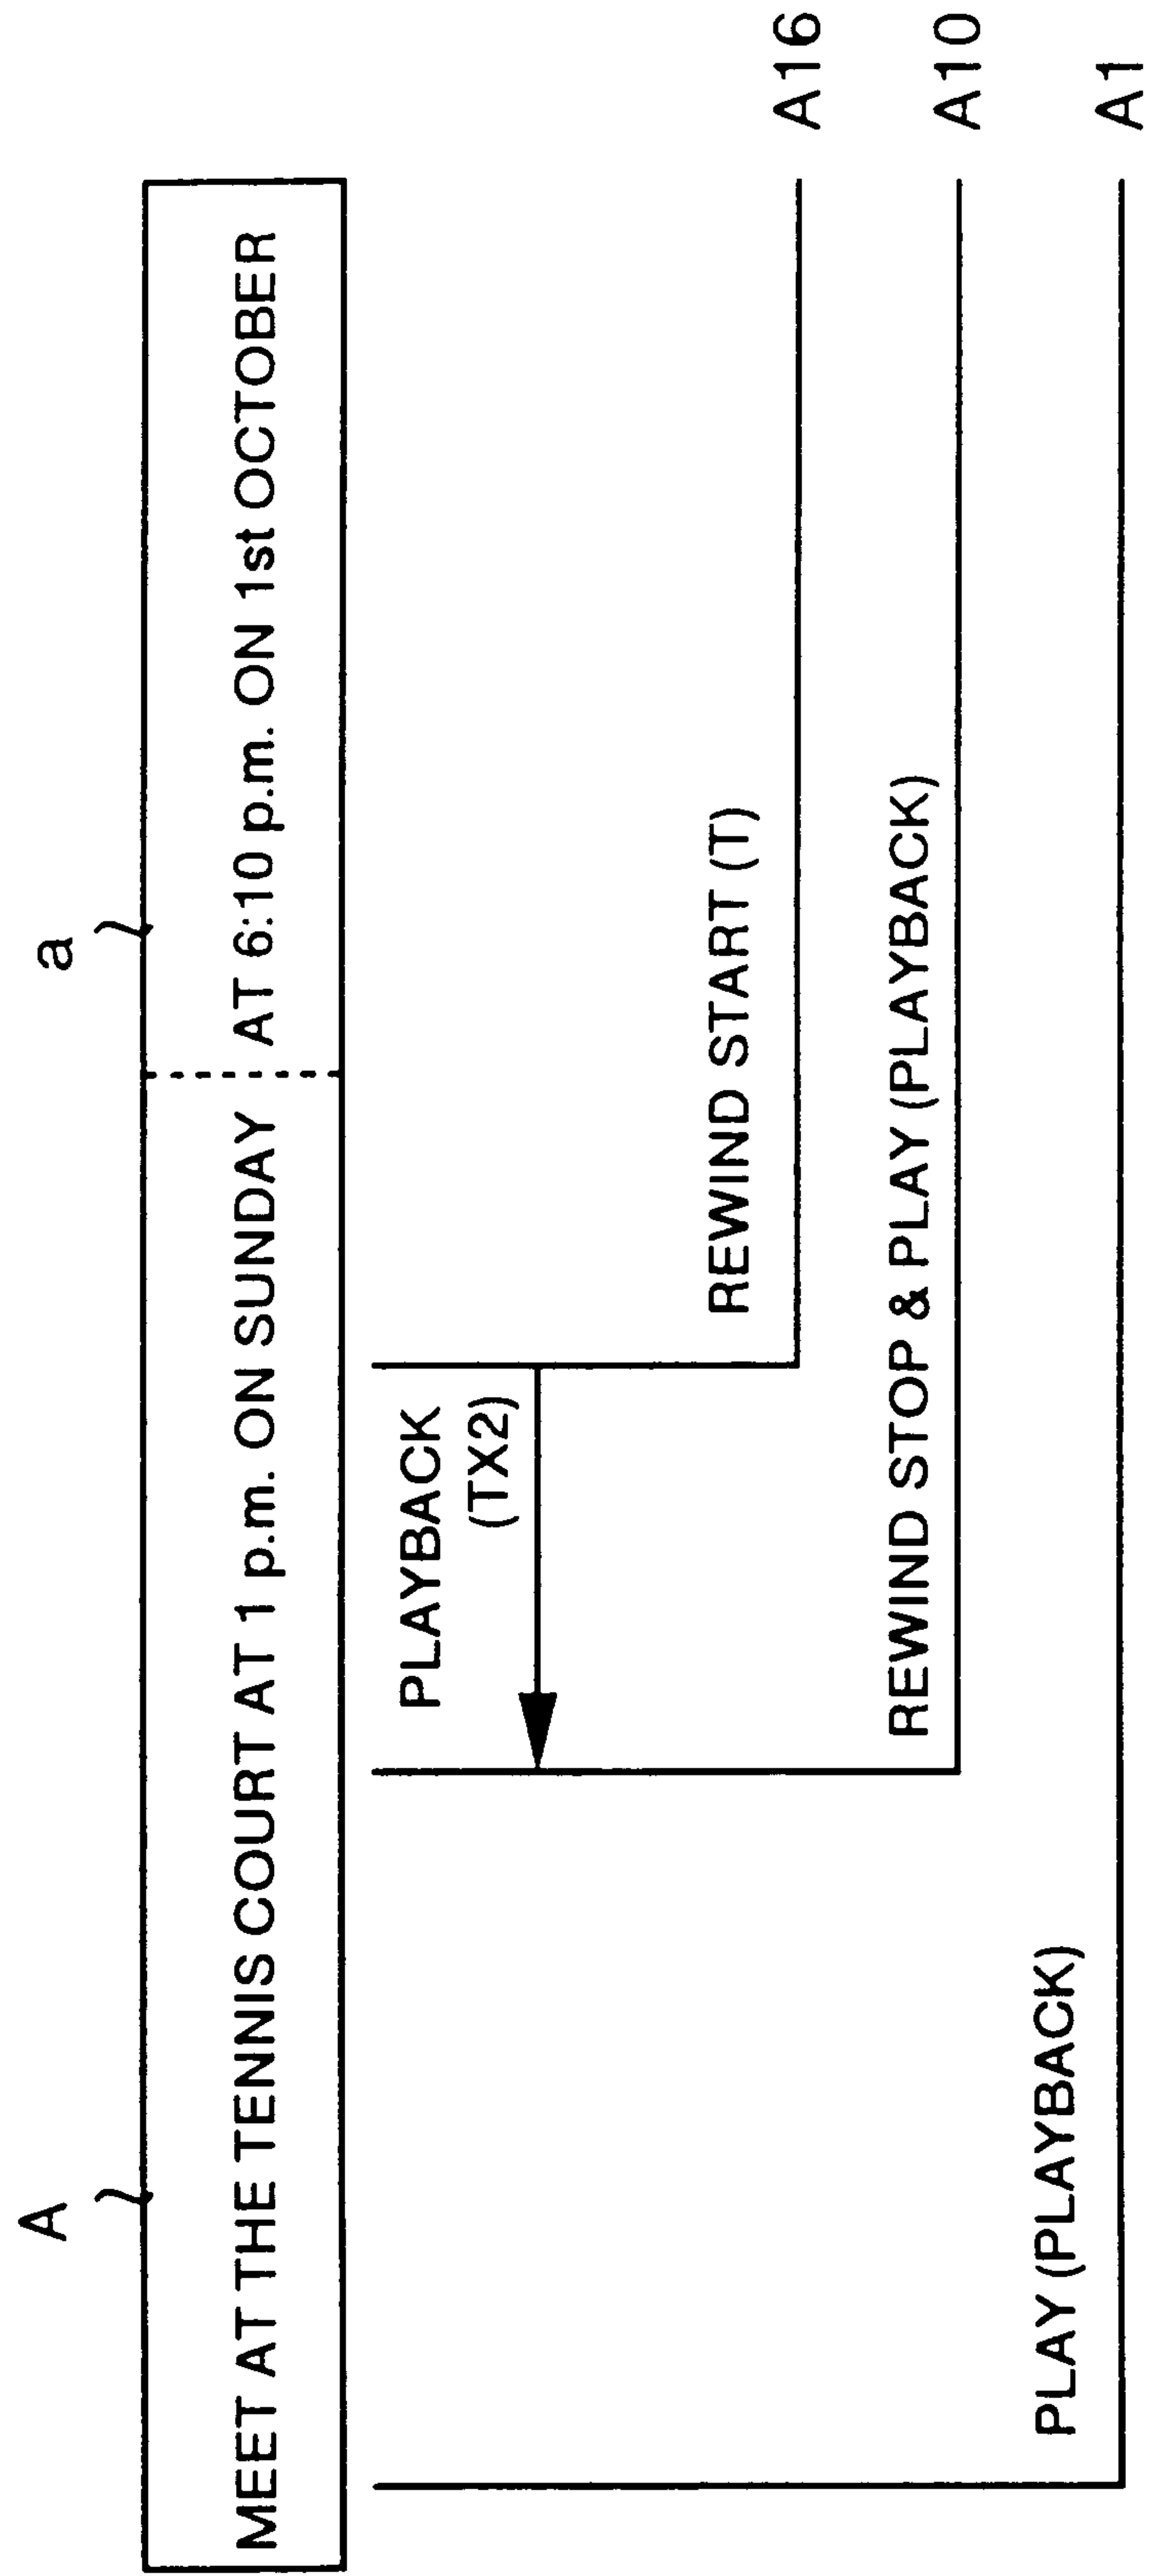 A
a
MEET AT THE TENNIS COURT AT 1 p.m. ON SUNDAY AT 6:10 p.m. ON 1st OCTOBER
PLAYBACK
(TX2)
REWIND START (T)
A16
REWIND STOP & PLAY (PLAYBACK)
A10
PLAY (PLAYBACK)
A1